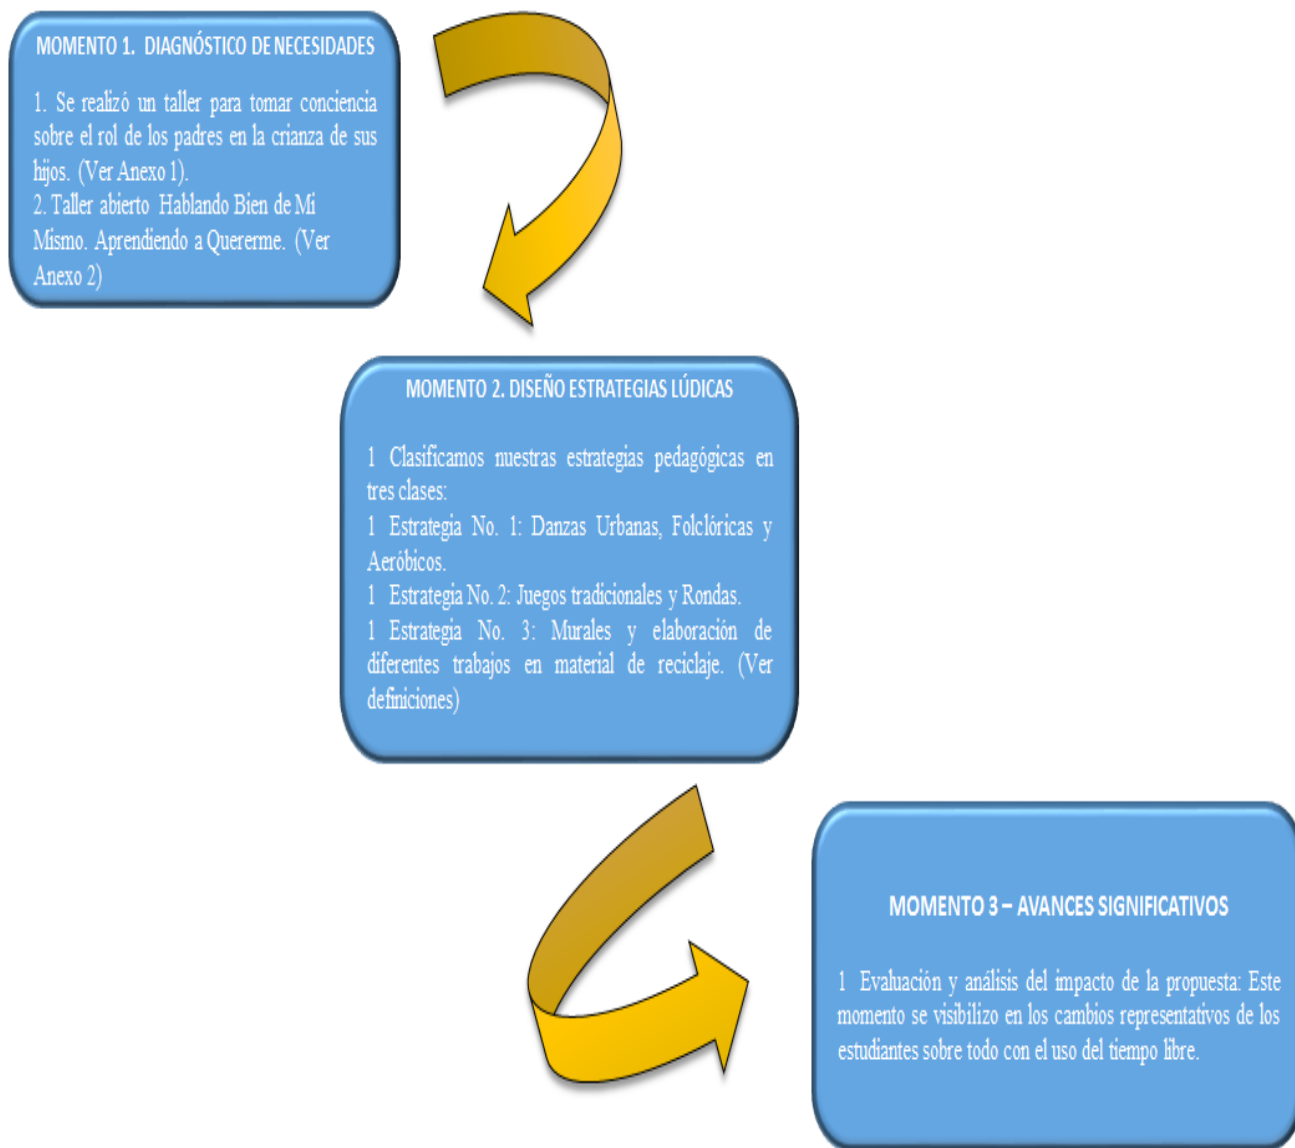 MOMENTO 1. DIAGNÓSTICO DE NECESIDADES
1. Se realizó un taller para tomar conciencia
sobre el rol de los padres en la crianza de sus
hijos. (Ver Anexo 1).
2. Taller abierto Hablando Bien de Mi
Mismo. Aprendiendo a Quererme. (Ver
Anexo 2)
MOMENTO 2. DISEÑO ESTRATEGIAS LÚDICAS
1 Clasificamos nuestras estrategias pedagógicas en
tres clases:
1 Estrategia No. 1: Danzas Urbanas, Folclóricas y
Aeróbicos.
1 Estrategia No. 2: Juegos tradicionales y Rondas.
1 Estrategia No. 3: Murales y elaboración de
diferentes trabajos en material de reciclaje. (Ver
definiciones)
MOMENTO 3 – AVANCES SIGNIFICATIVOS
1 Evaluación y análisis del impacto de la propuesta: Este
momento se visibilizo en los cambios representativos de los
estudiantes sobre todo con el uso del tiempo libre.